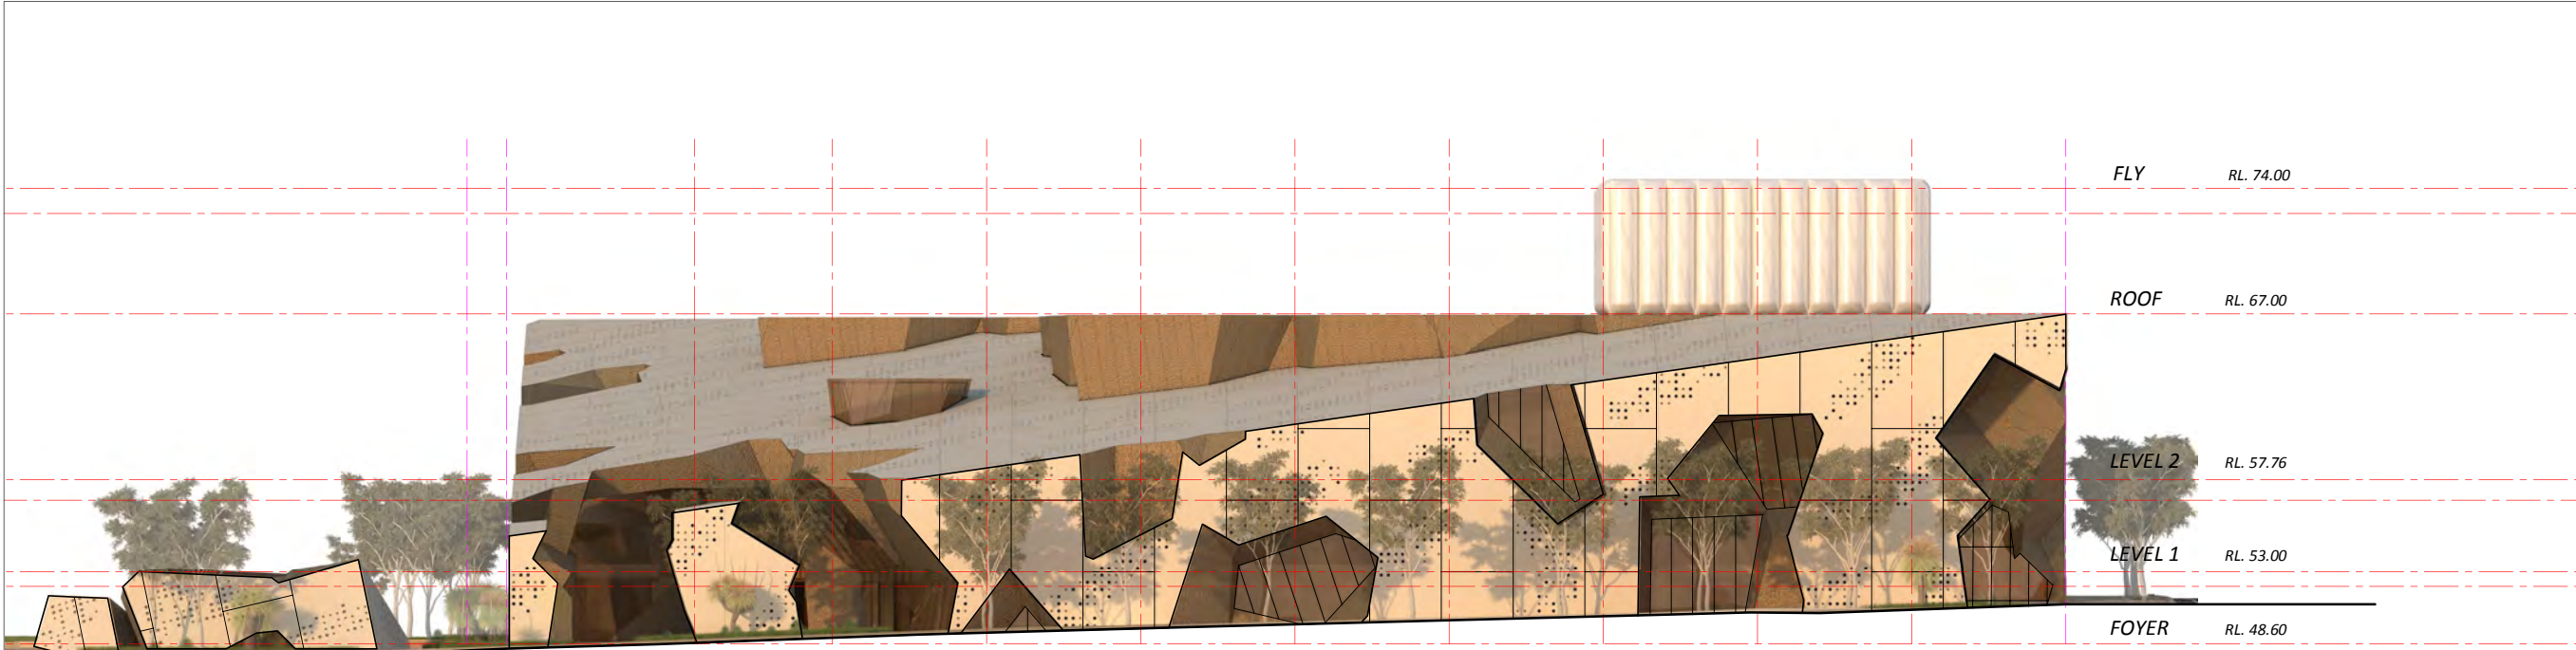 FLY RL. 74.00
ROOF RL. 67.00
LEVEL 2 RL. 57.76
LEVEL 1 RL. 53.00
FOYER RL. 48.60